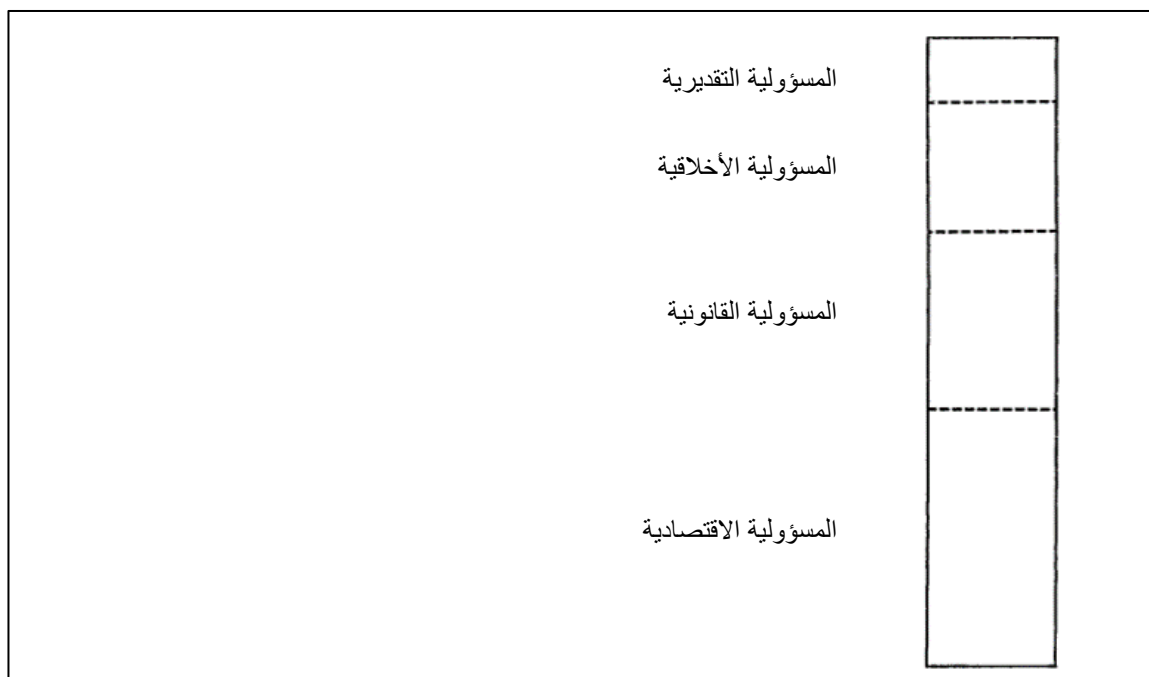 المسؤولية التقديرية
المسؤولية الأخلاقية
المسؤولية القانونية
المسؤولية الاقتصادية